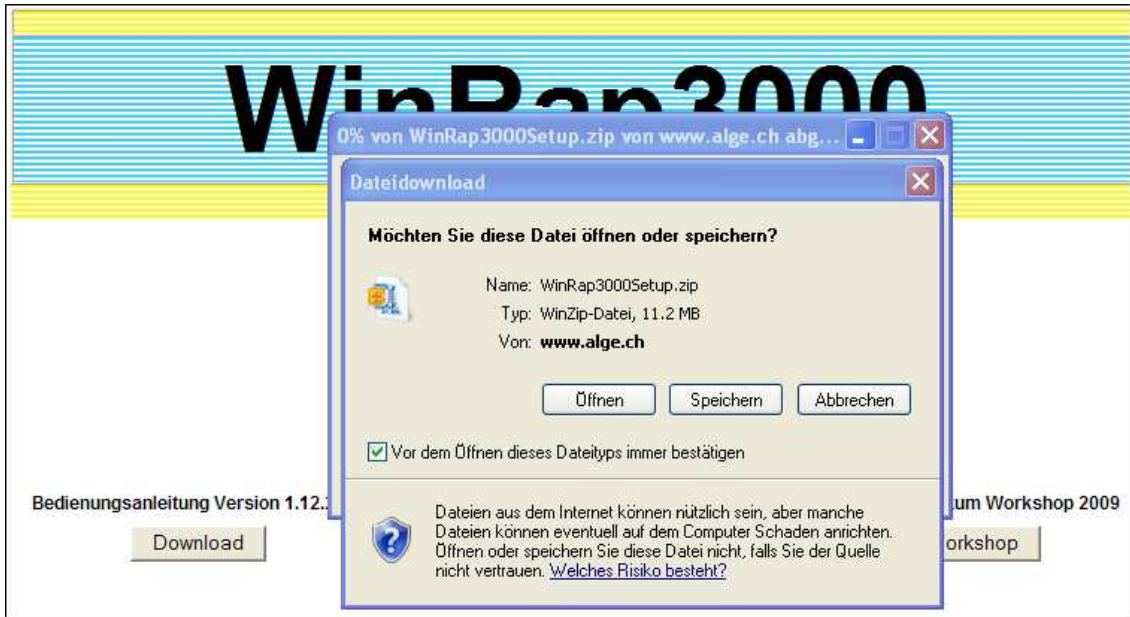 WinRap3000
0% von WinRap3000Setup.zip von www.alge.ch abg...
Dateidownload
Möchten Sie diese Datei öffnen oder speichern?
Name: WinRap3000Setup.zip
Typ: WinZip-Datei, 11.2 MB
Von: www.alge.ch
Öffnen Speichern Abbrechen
Vor dem Öffnen dieses Dateityps immer bestätigen
Bedienungsanleitung Version 1.12. um Workshop 2009
Download orkshop
Dateien aus dem Internet können nützlich sein, aber manche
Dateien können eventuell auf dem Computer Schaden anrichten.
Öffnen oder speichern Sie diese Datei nicht, falls Sie der Quelle
nicht vertrauen. Welches Risiko besteht?